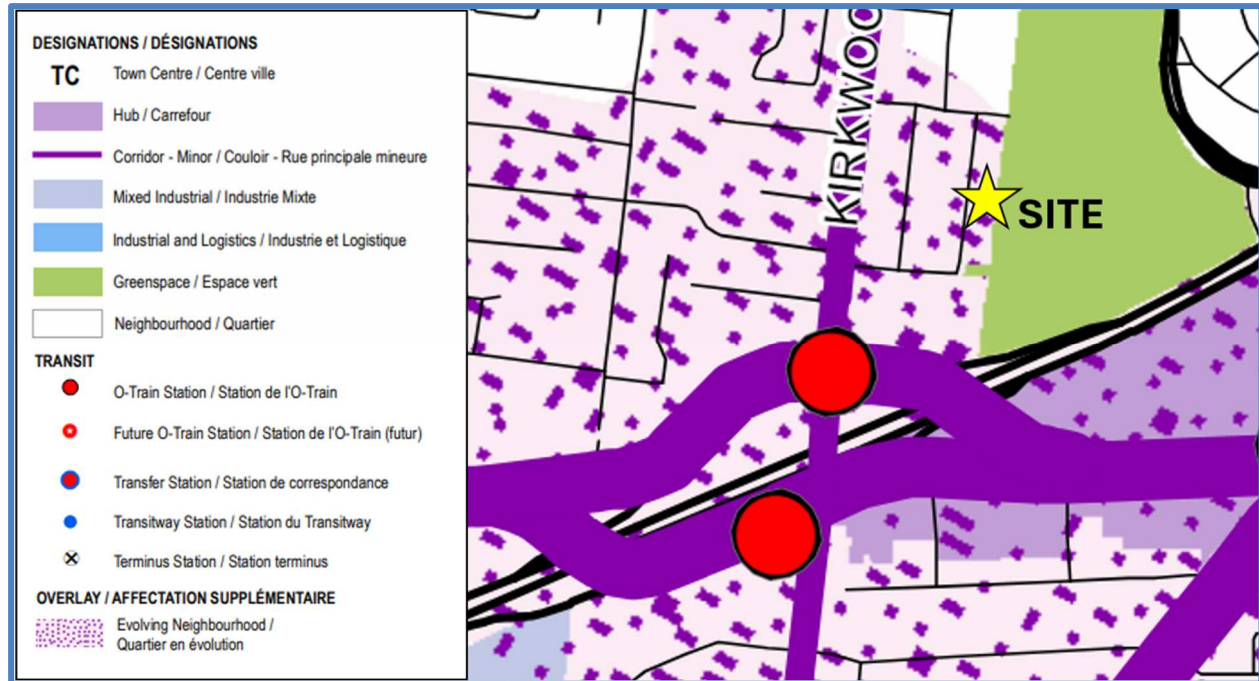 DESIGNATIONS / DÉSIGNATIONS
TC Town Centre / Centre ville
Hub / Carrefour
Corridor - Minor / Couloir - Rue principale mineure
Mixed Industrial / Industrie Mixte
Industrial and Logistics / Industrie et Logistique
Greenspace / Espace vert
Neighbourhood / Quartier
TRANSIT
O-Train Station / Station de l'O-Train
Future O-Train Station / Station de l'O-Train (futur)
Transfer Station / Station de correspondance
Transitway Station / Station du Transitway
Terminus Station / Station terminus
OVERLAY / AFFECTATION SUPPLÉMENTAIRE
Evolving Neighbourhood /
Quartier en évolution
KIRKWOO
SITE